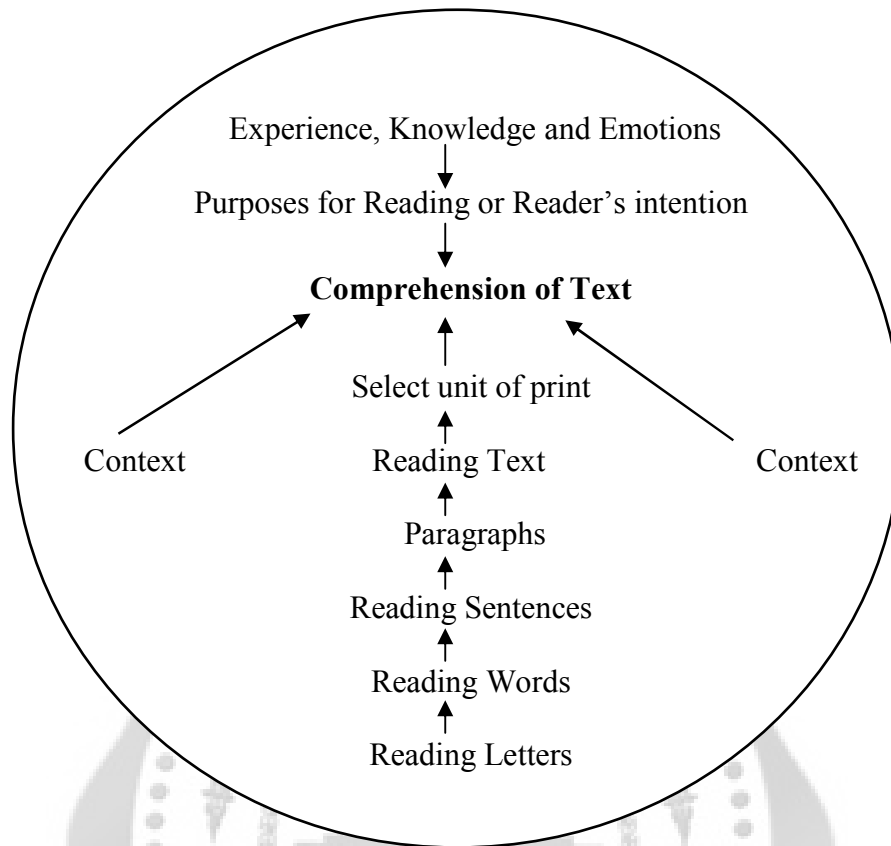 Experience, Knowledge and Emotions
Purposes for Reading or Reader’s intention
Comprehension of Text
Select unit of print
Context
Reading Text
Context
Paragraphs
Reading Sentences
Reading Words
Reading Letters